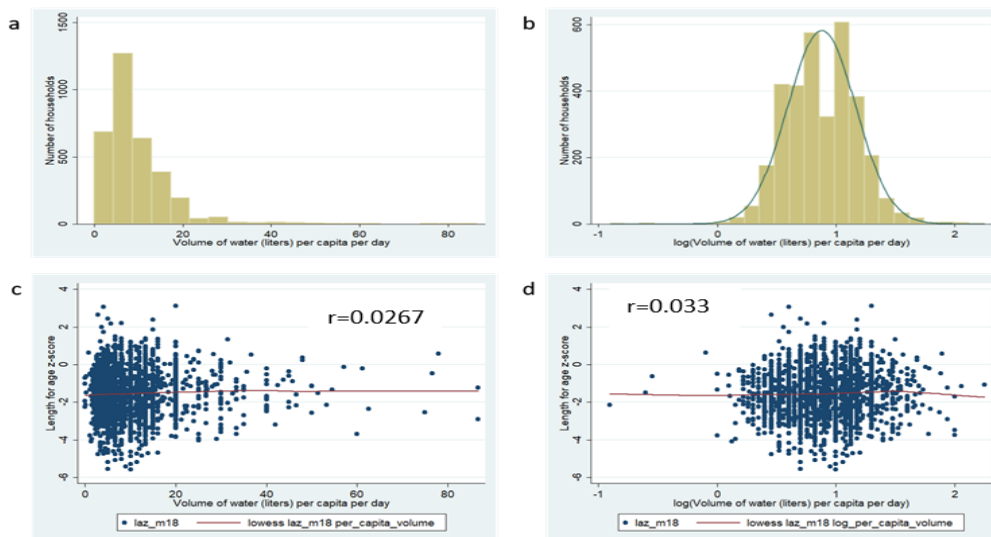 a
Number of households
1500
1000
500
0
0 20 40 60 80
Volume of water (liters) per capita per day
b
Number of households
600
400
200
0
-1 0 1 2
log(Volume of water (liters) per capita per day)
c
r=0.0267
Length for age z-score
4
2
0
-2
-4
-6
0 20 40 60 80
Volume of water (liters) per capita per day
laz_m18 lowess laz_m18 per_capita_volume
d
r=0.033
Length for age z-score
4
2
0
-2
-4
-6
-1 0 1 2
log(Volume of water (liters) per capita per day)
laz_m18 lowess laz_m18 log_per_capita_volume